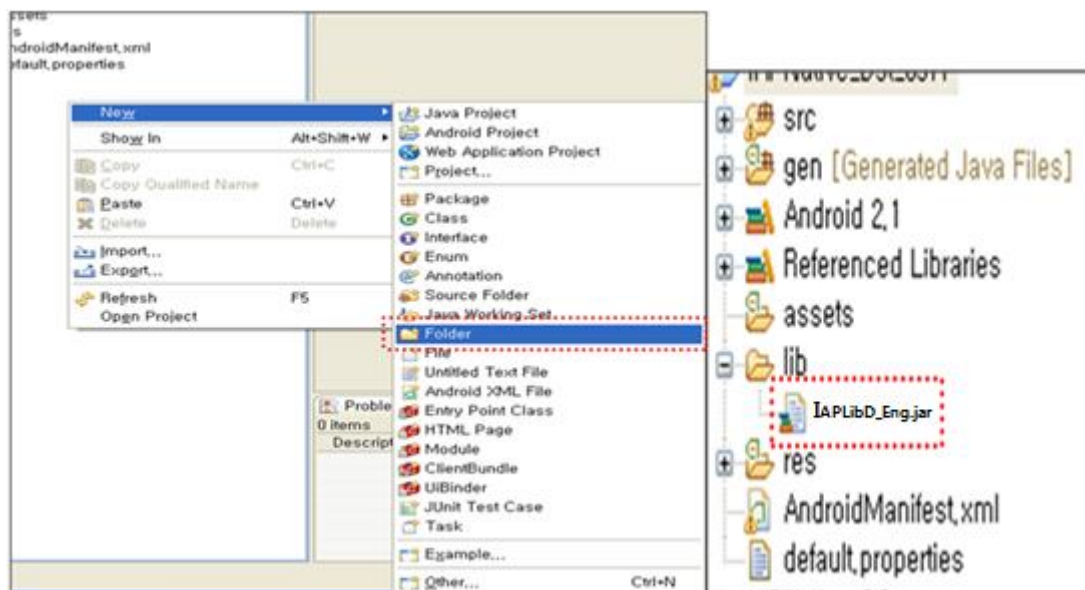 ndroidManifest,xml
efault,properties
New
Show In Alt+Shift+W
Copy Ctrl+C
Copy Qualified Name
Paste Ctrl+V
Delete Delete
Import...
Export...
Refresh F5
Open Project
Java Project
Android Project
Web Application Project
Project...
Package
Class
Interface
Enum
Annotation
Source Folder
Java Working Set
Folder
File
Untitled Text File
Android XML File
Entry Point Class
HTML Page
Module
ClientBundle
UiBinder
JUnit Test Case
Task
Example...
Other... Ctrl+N
Proble
0 items
Descript
src
gen [Generated Java Files]
Android 2,1
Referenced Libraries
assets
lib
IAPLibD_Eng.jar
res
AndroidManifest,xml
default,properties